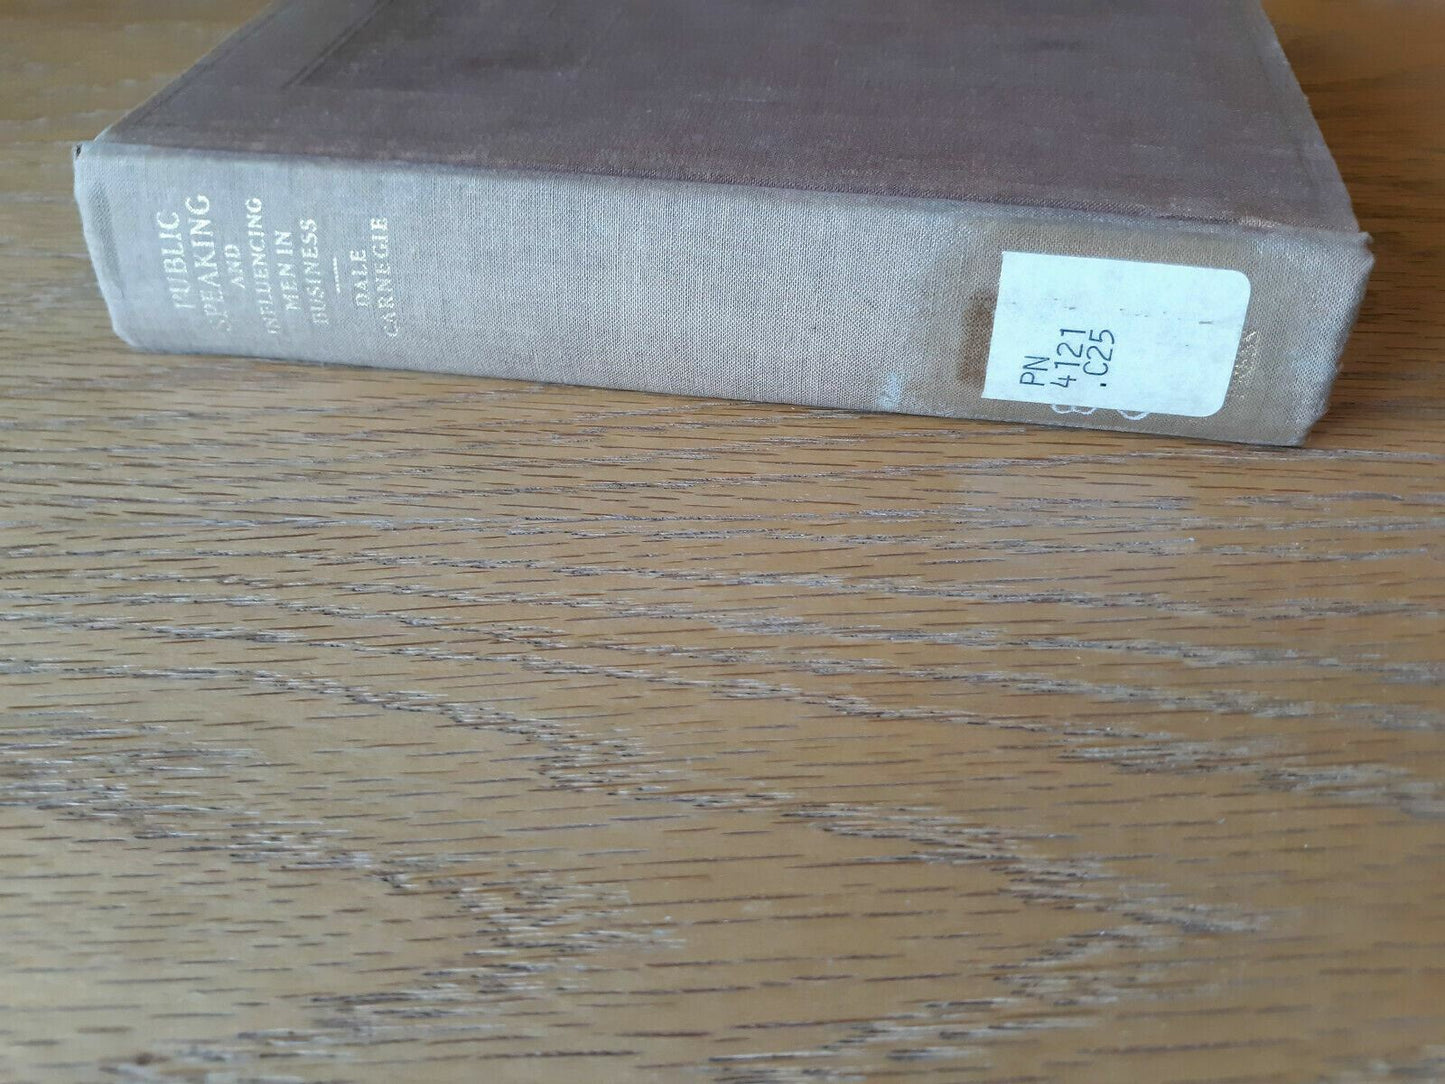 PUBLIC
SPEAKING
AND
INFLUENCING
MEN IN
BUSINESS
DALE
CARNEGIE
PN
4121
.C25